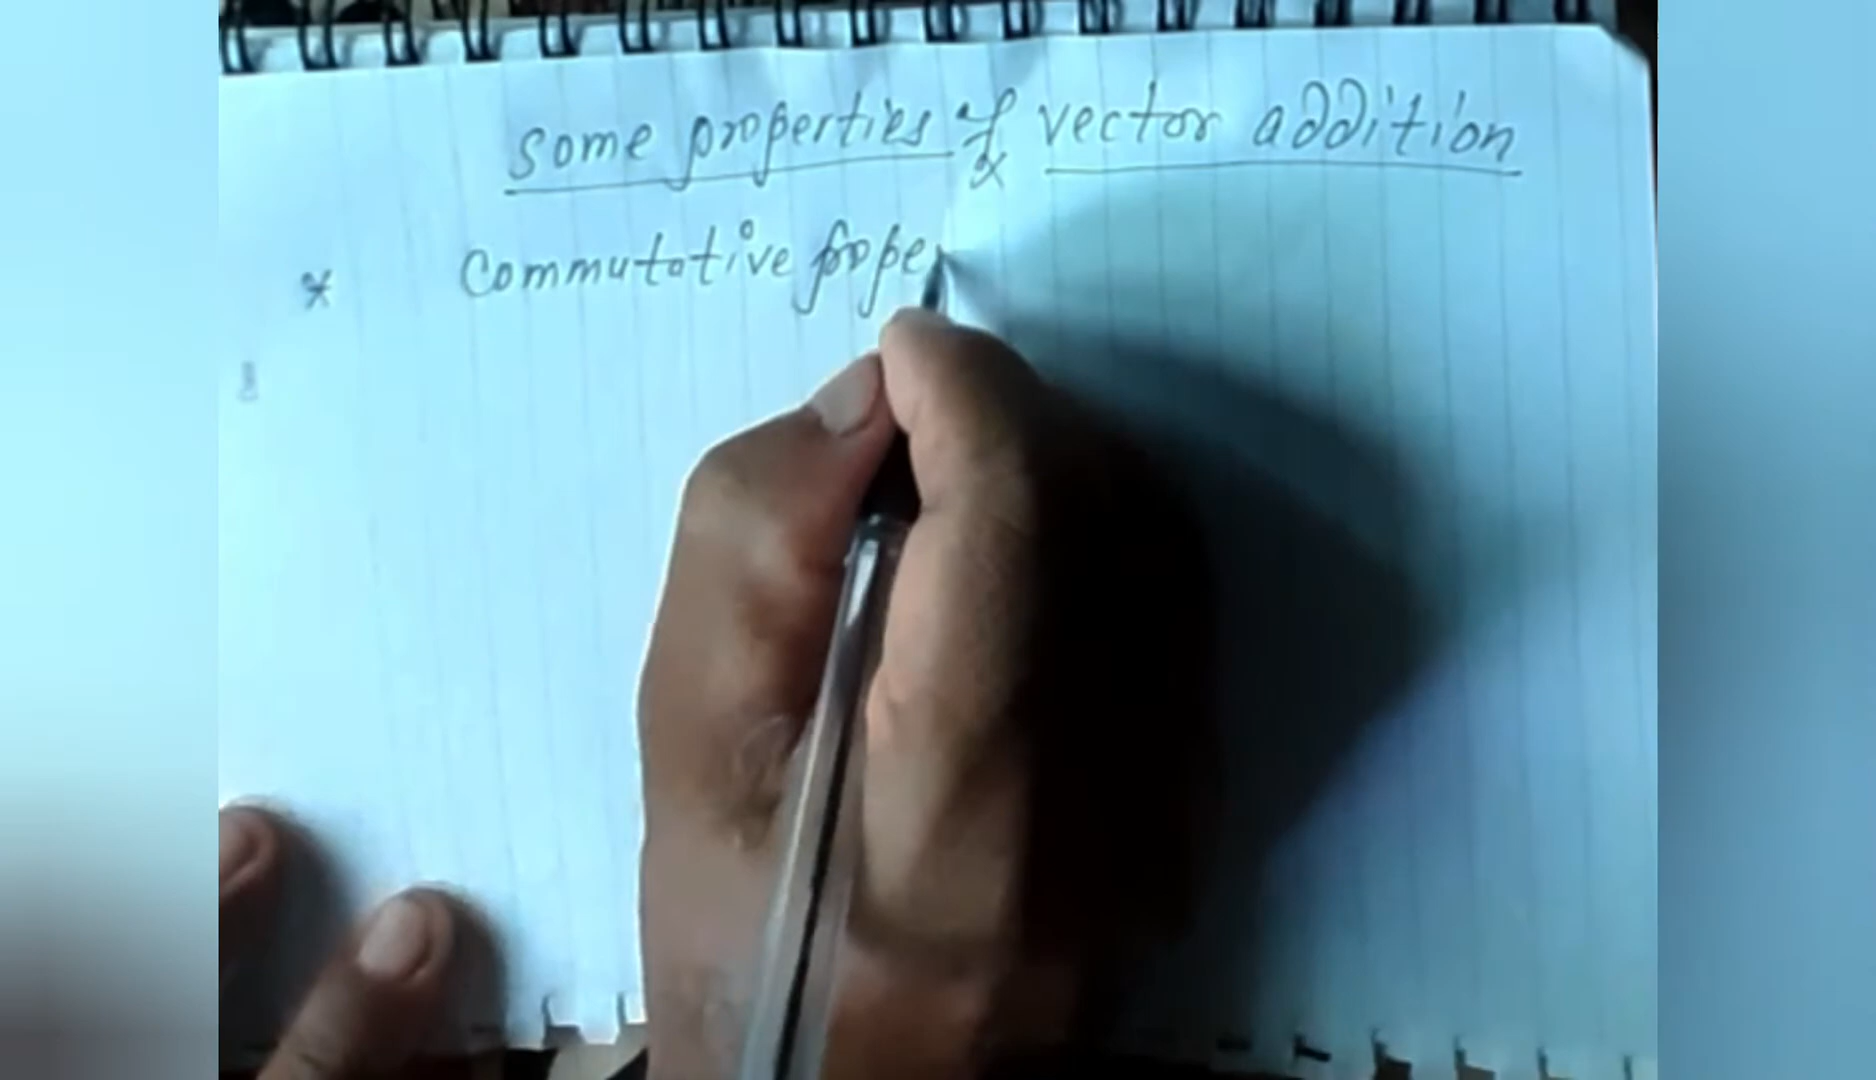 some properties of vector addition
* Commutative prope